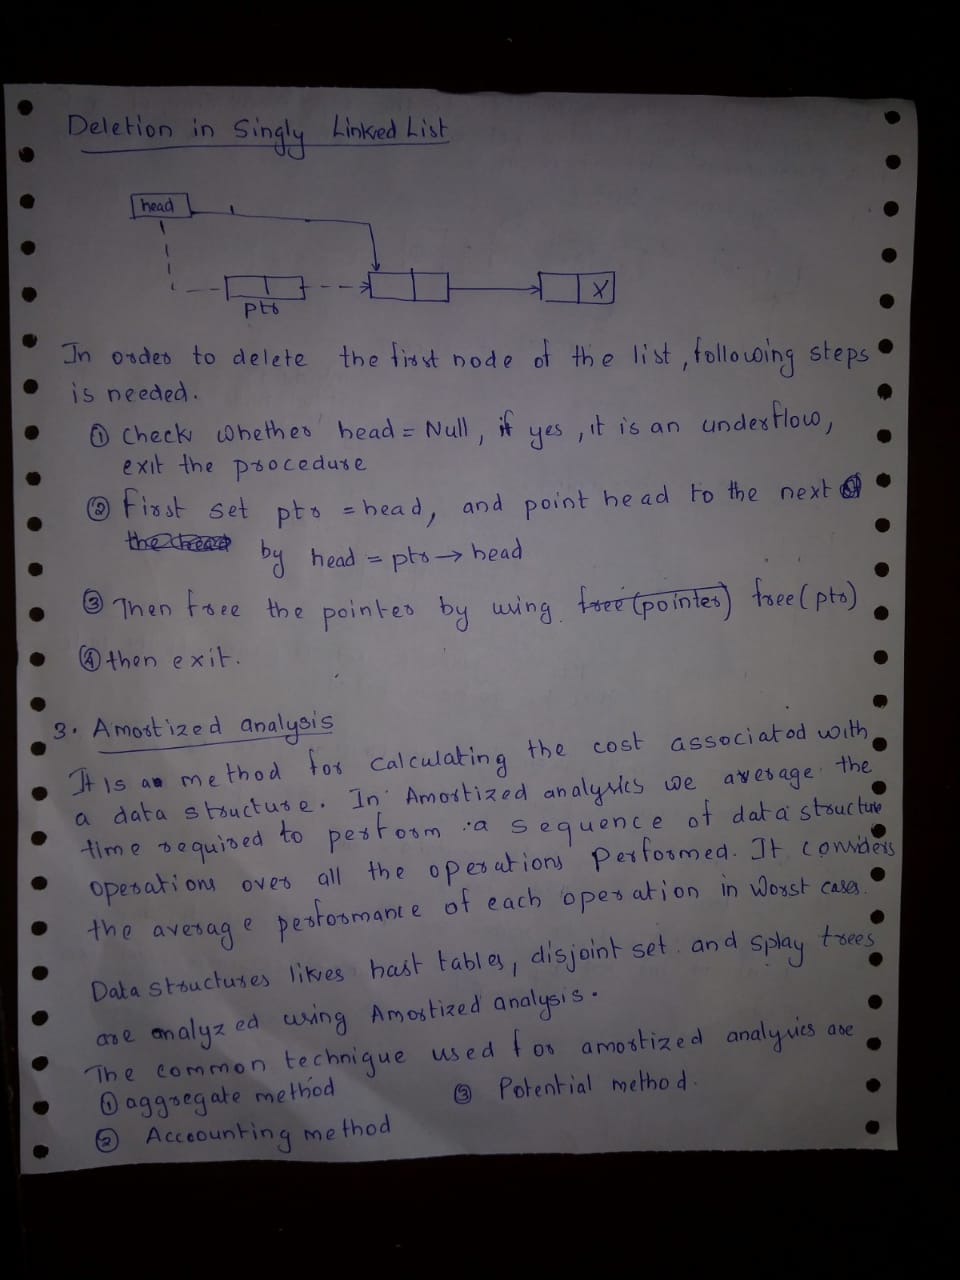 Deletion in Singly Linked List
head
X
ptr
In order to delete the first node of the list, following steps
is needed.
① Check whether head = Null, if yes, it is an underflow,
exit the procedure
② First set ptr = head, and point head to the next
by head = ptr → head
③ Then free the pointer by using free (pointer) free(ptr)
④ then exit.
3. Amortized analysis
It is an method for calculating the cost associated with
a data structure. In Amortized analysics we average the
time required to perform a sequence of data structure
operations over all the operations performed. It considers
the average performance of each operation in worst cases.
Data structures likes hast tables, disjoint set and splay trees
are analyzed using Amortized analysis.
The common technique used for amortized analysics are
① aggregate method ③ Potential method.
② Accounting method